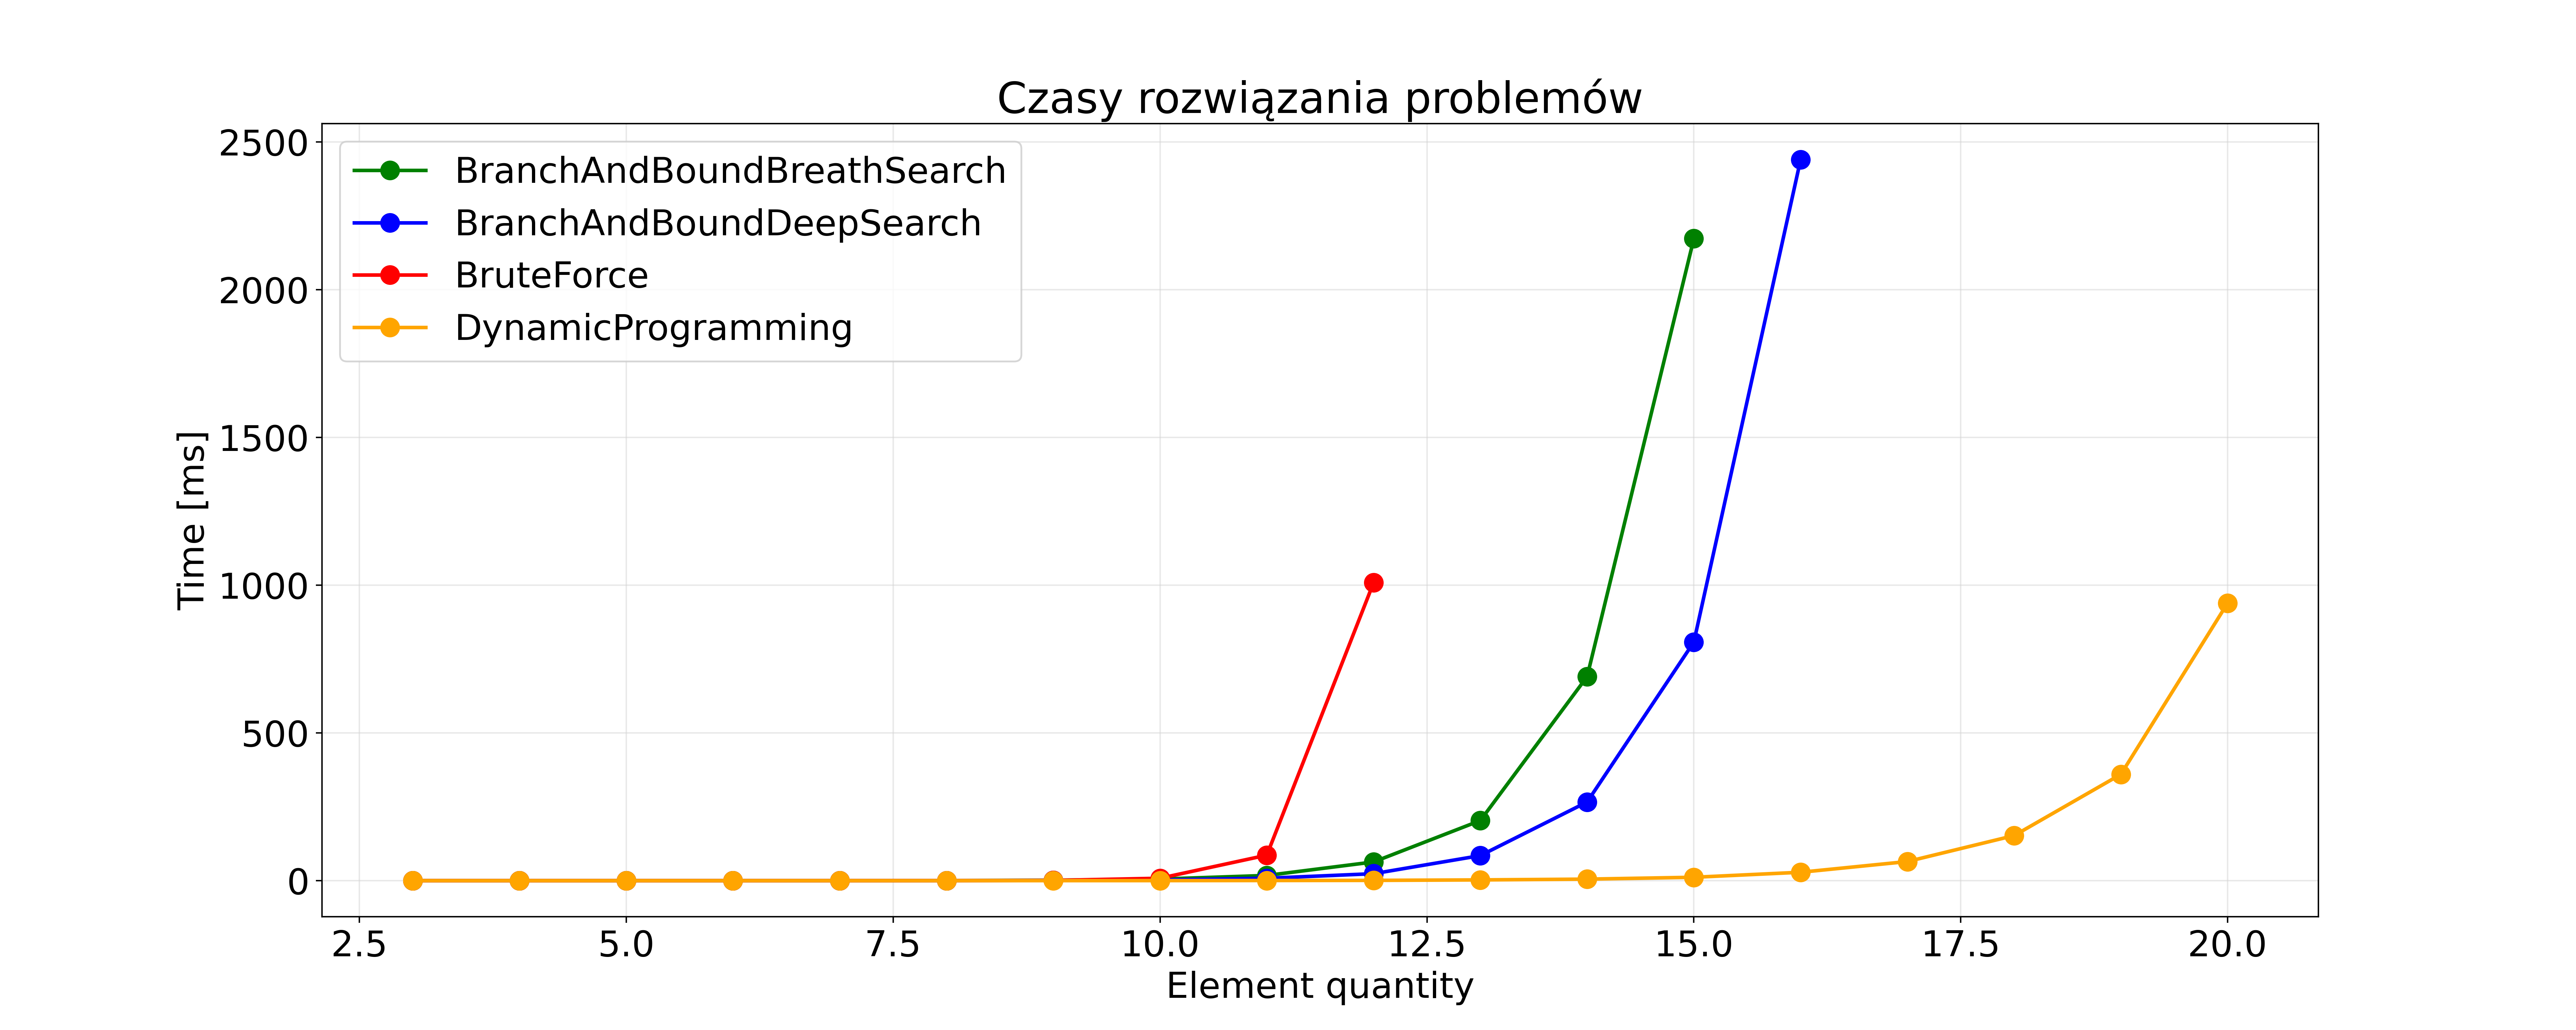 Czasy rozwiązania problemów
2500
2000
1500
1000
500
0
Time [ms]
BranchAndBoundBreathSearch
BranchAndBoundDeepSearch
BruteForce
DynamicProgramming
2.5 5.0 7.5 10.0 12.5 15.0 17.5 20.0
Element quantity